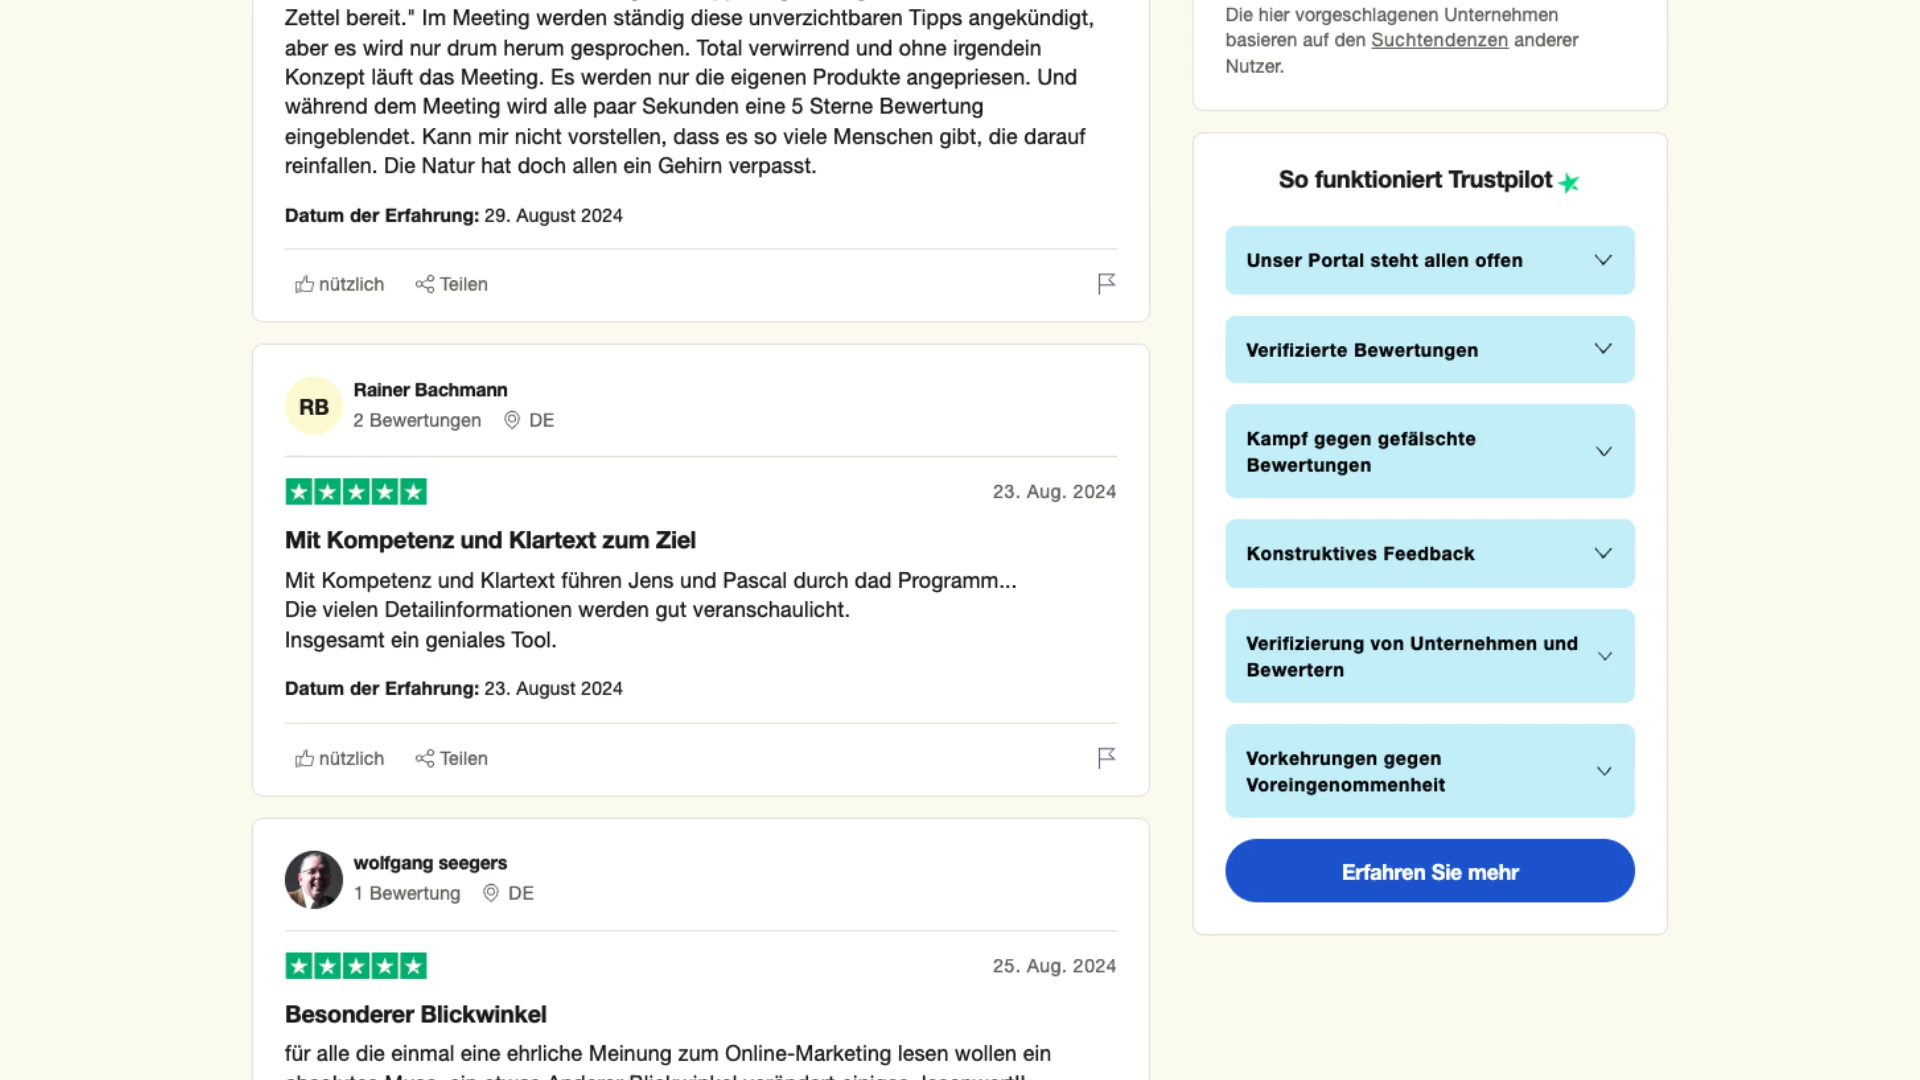 Zettel bereit." Im Meeting werden ständig diese unverzichtbaren Tipps angekündigt,
aber es wird nur drum herum gesprochen. Total verwirrend und ohne irgendein
Konzept läuft das Meeting. Es werden nur die eigenen Produkte angepriesen. Und
während dem Meeting wird alle paar Sekunden eine 5 Sterne Bewertung
eingeblendet. Kann mir nicht vorstellen, dass es so viele Menschen gibt, die darauf
reinfallen. Die Natur hat doch allen ein Gehirn verpasst.
Datum der Erfahrung: 29. August 2024
nützlich Teilen
RB
Rainer Bachmann
2 Bewertungen DE
23. Aug. 2024
Mit Kompetenz und Klartext zum Ziel
Mit Kompetenz und Klartext führen Jens und Pascal durch dad Programm...
Die vielen Detailinformationen werden gut veranschaulicht.
Insgesamt ein geniales Tool.
Datum der Erfahrung: 23. August 2024
nützlich Teilen
wolfgang seegers
1 Bewertung DE
25. Aug. 2024
Besonderer Blickwinkel
für alle die einmal eine ehrliche Meinung zum Online-Marketing lesen wollen ein
Die hier vorgeschlagenen Unternehmen
basieren auf den Suchtendenzen anderer
Nutzer.
So funktioniert Trustpilot
Unser Portal steht allen offen
Verifizierte Bewertungen
Kampf gegen gefälschte
Bewertungen
Konstruktives Feedback
Verifizierung von Unternehmen und
Bewertern
Vorkehrungen gegen
Voreingenommenheit
Erfahren Sie mehr